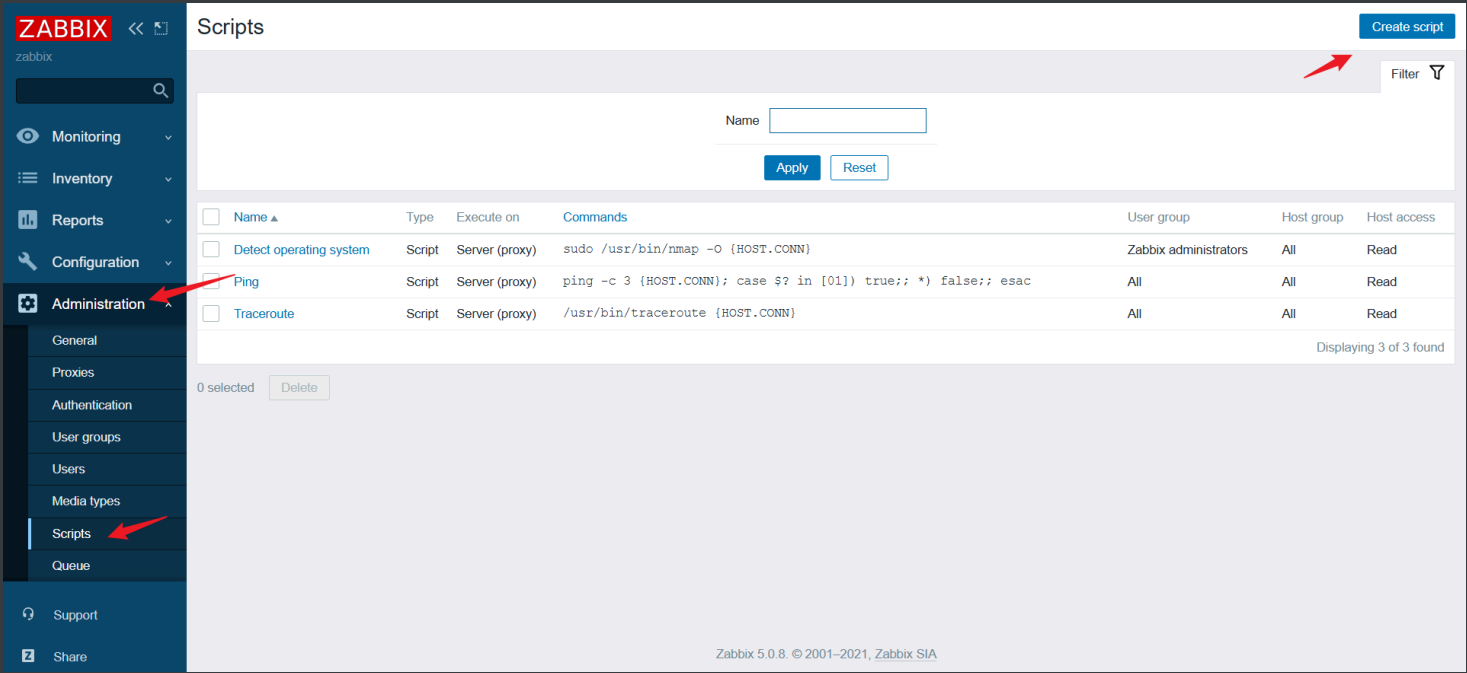 ZABBIX
zabbix
Monitoring
Inventory
Reports
Configuration
Administration
General
Proxies
Authentication
User groups
Users
Media types
Scripts
Queue
Support
Z Share
Scripts
Create script
Filter
Name
Apply Reset
Name Type Execute on Commands User group Host group Host access
Detect operating system Script Server (proxy) sudo /usr/bin/nmap -O {HOST.CONN} Zabbix administrators All Read
Ping Script Server (proxy) ping -c 3 {HOST.CONN}; case $? in [01]) true;; *) false;; esac All All Read
Traceroute Script Server (proxy) /usr/bin/traceroute {HOST.CONN} All All Read
Displaying 3 of 3 found
0 selected Delete
Zabbix 5.0.8. © 2001–2021, Zabbix SIA